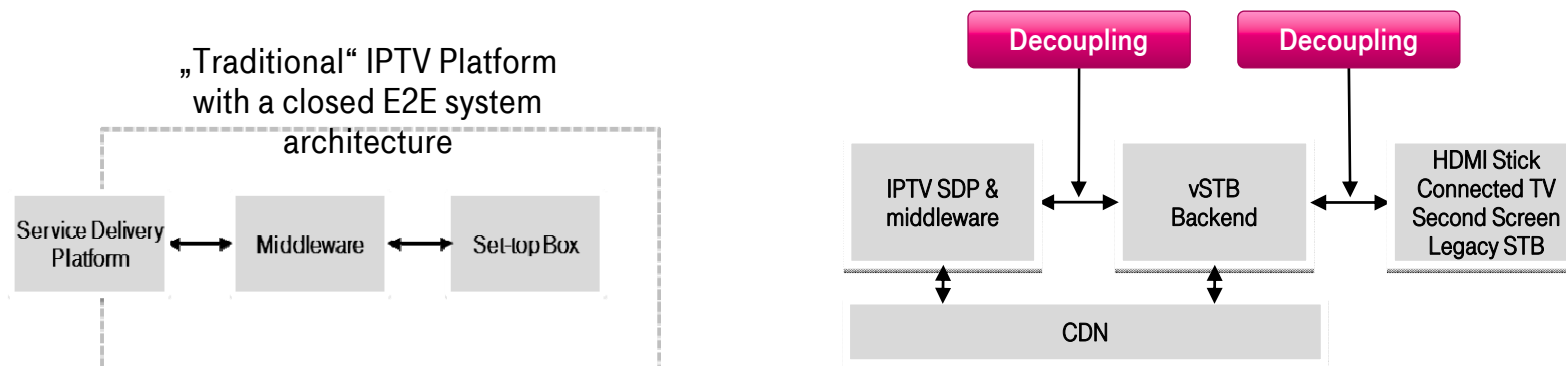 „Traditional“ IPTV Platform
with a closed E2E system
architecture
Service Delivery
Platform
Middleware
Set-top Box
Decoupling
Decoupling
IPTV SDP &
middleware
vSTB
Backend
HDMI Stick
Connected TV
Second Screen
Legacy STB
CDN